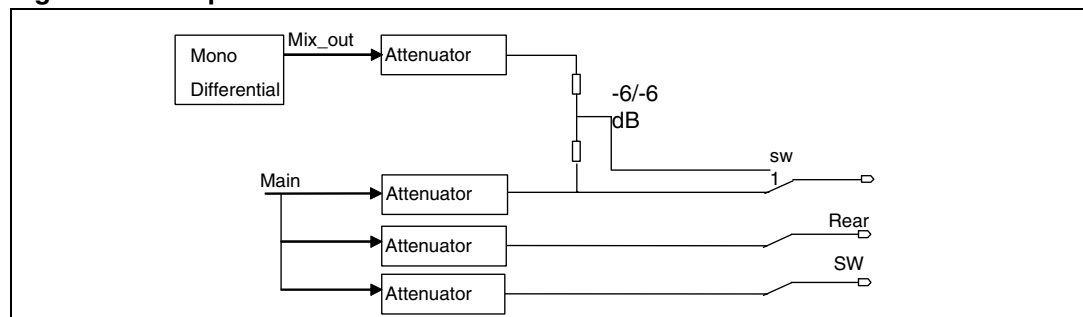 Mono
Differential
Mix_out
Attenuator
-6/-6
dB
sw
1
Main
Attenuator
Rear
Attenuator
SW
Attenuator